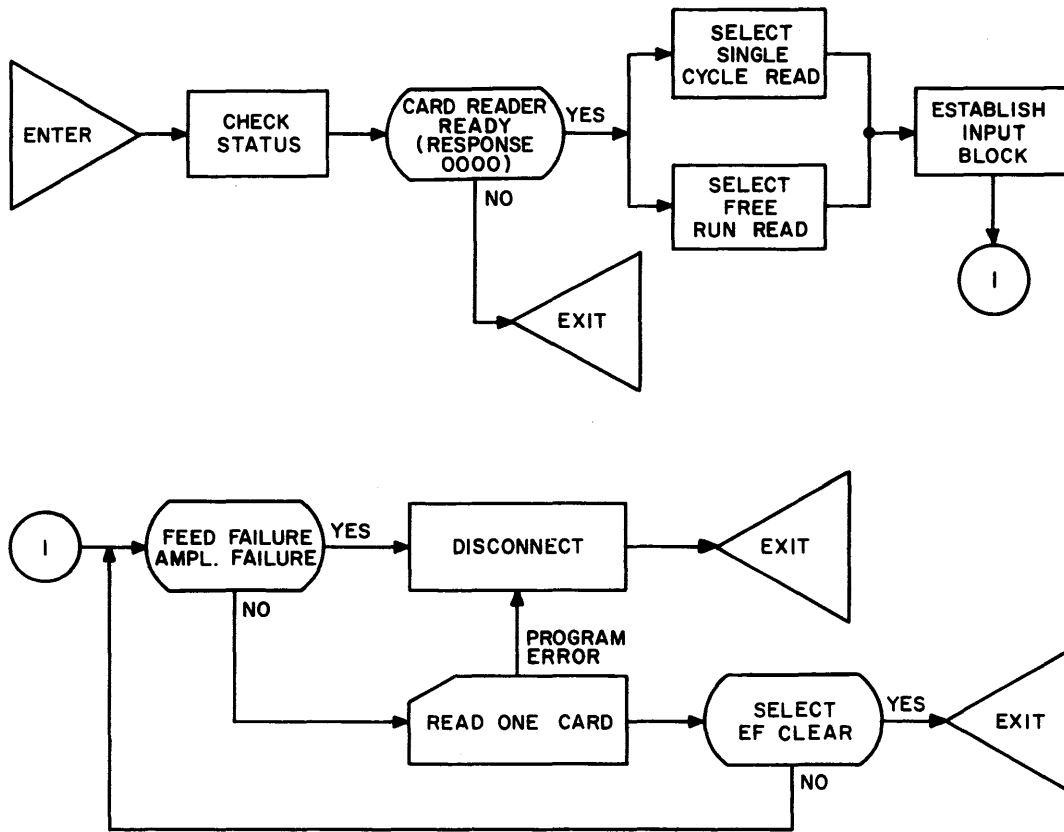 ENTER
CHECK
STATUS
CARD READER
READY
(RESPONSE
0000)
YES
NO
EXIT
SELECT
SINGLE
CYCLE READ
SELECT
FREE
RUN READ
ESTABLISH
INPUT
BLOCK
I
I
FEED FAILURE
AMPL. FAILURE
YES
NO
DISCONNECT
EXIT
PROGRAM
ERROR
READ ONE CARD
SELECT
EF CLEAR
YES
NO
EXIT